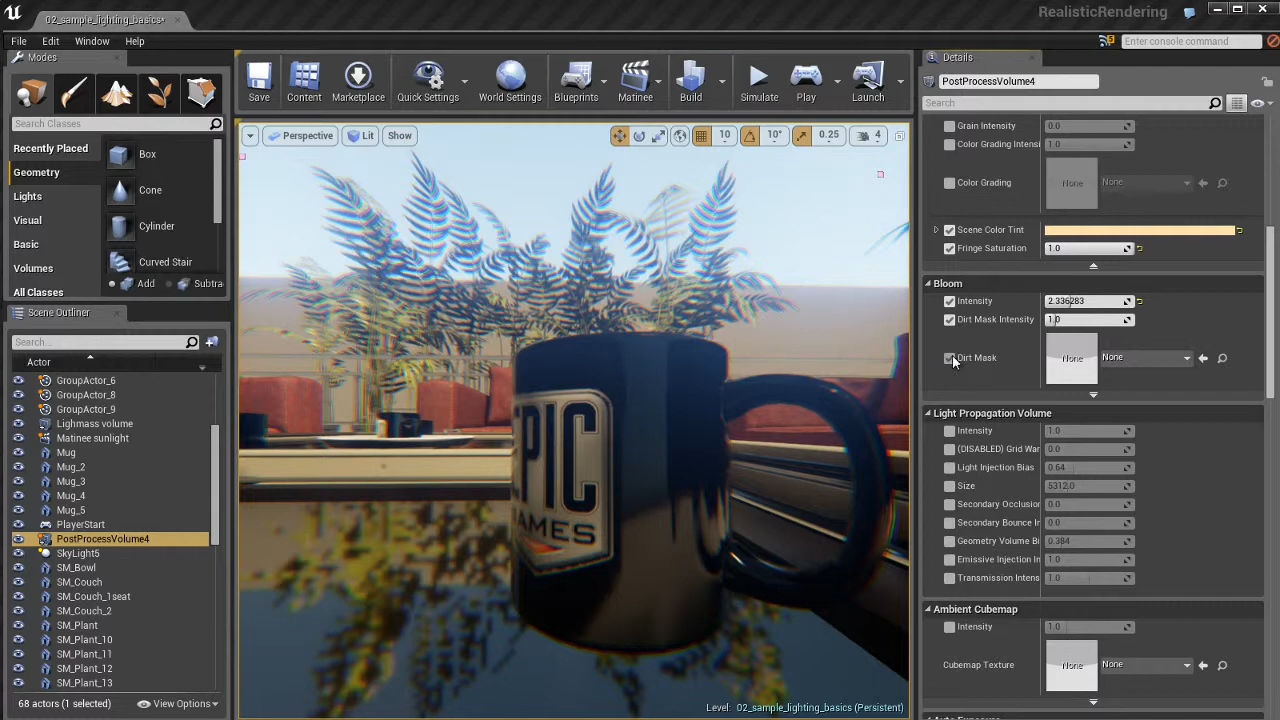 02_sample_lighting_basics*
RealisticRendering
File Edit Window Help
Enter console command
Modes
Search Classes
Recently Placed
Geometry
Lights
Visual
Basic
Volumes
All Classes
Box
Cone
Cylinder
Curved Stair
Add Subtra
Save Content Marketplace Quick Settings World Settings Blueprints Matinee Build Simulate Play Launch
Perspective Lit Show 10 10° 0.25 4
PIC
AMES
Level: 02_sample_lighting_basics (Persistent)
Scene Outliner
Search...
Actor
GroupActor_6
GroupActor_8
GroupActor_9
Lighmass volume
Matinee sunlight
Mug
Mug_2
Mug_3
Mug_4
Mug_5
PlayerStart
PostProcessVolume4
SkyLight5
SM_Bowl
SM_Couch
SM_Couch_1seat
SM_Couch_2
SM_Plant
SM_Plant_10
SM_Plant_11
SM_Plant_12
SM_Plant_13
68 actors (1 selected) View Options
Details
PostProcessVolume4
Search
Grain Intensity 0.0
Color Grading Intensi 1.0
Color Grading None None
Scene Color Tint
Fringe Saturation 1.0
Bloom
Intensity 2.336283
Dirt Mask Intensity 1.0
Dirt Mask None None
Light Propagation Volume
Intensity 1.0
(DISABLED) Grid War 0.0
Light Injection Bias 0.64
Size 5312.0
Secondary Occlusion 0.0
Secondary Bounce In 0.0
Geometry Volume Bi 0.384
Emissive Injection In 1.0
Transmission Intens 1.0
Ambient Cubemap
Intensity 1.0
Cubemap Texture None None